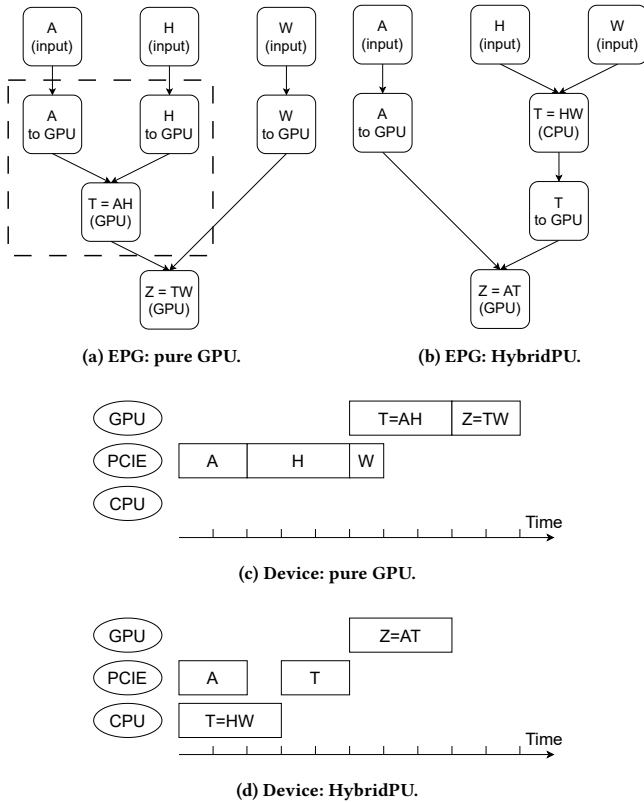 A
(input)
H
(input)
W
(input)
A
to GPU
H
to GPU
W
to GPU
T = AH
(GPU)
Z = TW
(GPU)
(a) EPG: pure GPU.
A
(input)
H
(input)
W
(input)
A
to GPU
T = HW
(CPU)
T
to GPU
Z = AT
(GPU)
(b) EPG: HybridPU.
GPU
T=AH
Z=TW
PCIE
A
H
W
CPU
Time
(c) Device: pure GPU.
GPU
Z=AT
PCIE
A
T
CPU
T=HW
Time
(d) Device: HybridPU.